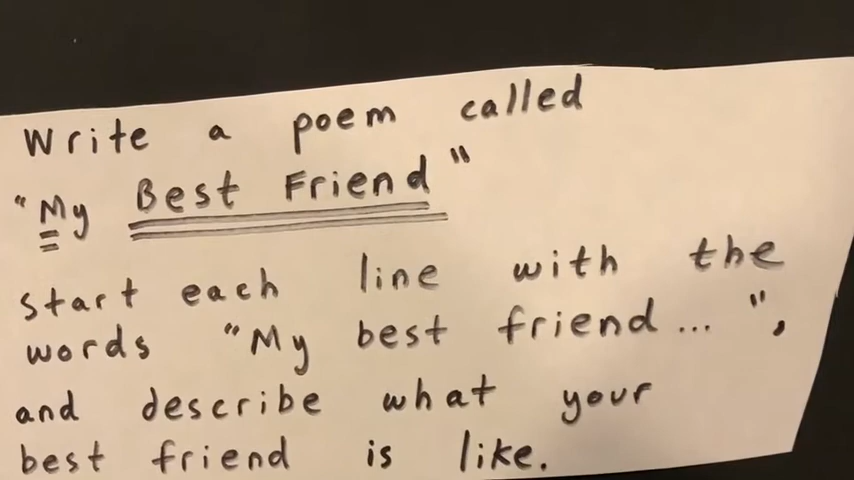 Write a poem called
"My Best Friend"
start each line with the
words "My best friend... ",
and describe what your
best friend is like.